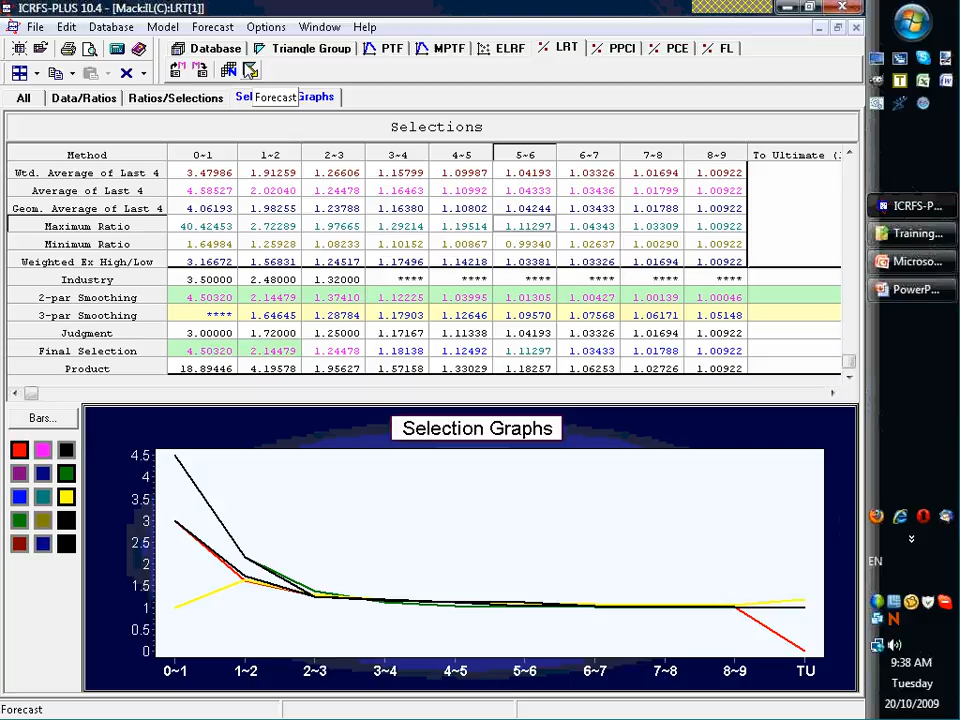 ICRFS-PLUS 10.4 - [Mack:IL(C):LRT[1]]
File Edit Database Model Forecast Options Window Help
Database Triangle Group PTF MPTF ELRF LRT PPCI PCE FL
All Data/Ratios Ratios/Selections Sel Forecast Graphs
Selections
Method 0~1 1~2 2~3 3~4 4~5 5~6 6~7 7~8 8~9 To Ultimate (
Wtd. Average of Last 4 3.47986 1.91259 1.26606 1.15799 1.09987 1.04193 1.03326 1.01694 1.00922
Average of Last 4 4.58527 2.02040 1.24478 1.16463 1.10992 1.04333 1.03436 1.01799 1.00922
Geom. Average of Last 4 4.06193 1.98255 1.23788 1.16380 1.10802 1.04244 1.03433 1.01788 1.00922
Maximum Ratio 40.42453 2.72289 1.97665 1.29214 1.19514 1.11297 1.04343 1.03309 1.00922
Minimum Ratio 1.64984 1.25928 1.08233 1.10152 1.00867 0.99340 1.02637 1.00290 1.00922
Weighted Ex High/Low 3.16672 1.56831 1.24517 1.17496 1.14218 1.03381 1.03326 1.01694 1.00922
Industry 3.50000 2.48000 1.32000 **** **** **** **** **** ****
2-par Smoothing 4.50320 2.14479 1.37410 1.12225 1.03995 1.01305 1.00427 1.00139 1.00046
3-par Smoothing **** 1.64645 1.28784 1.17903 1.12646 1.09570 1.07568 1.06171 1.05148
Judgment 3.00000 1.72000 1.25000 1.17167 1.11338 1.04193 1.03326 1.01694 1.00922
Final Selection 4.50320 2.14479 1.24478 1.18138 1.12492 1.11297 1.03433 1.01788 1.00922
Product 18.89446 4.19578 1.95627 1.57158 1.33029 1.18257 1.06253 1.02726 1.00922
Bars...
Selection Graphs
4.5
4
3.5
3
2.5
2
1.5
1
0.5
0
0~1 1~2 2~3 3~4 4~5 5~6 6~7 7~8 8~9 TU
Forecast
ICRFS-P...
Training...
Microso...
PowerP...
EN
9:38 AM
Tuesday
20/10/2009